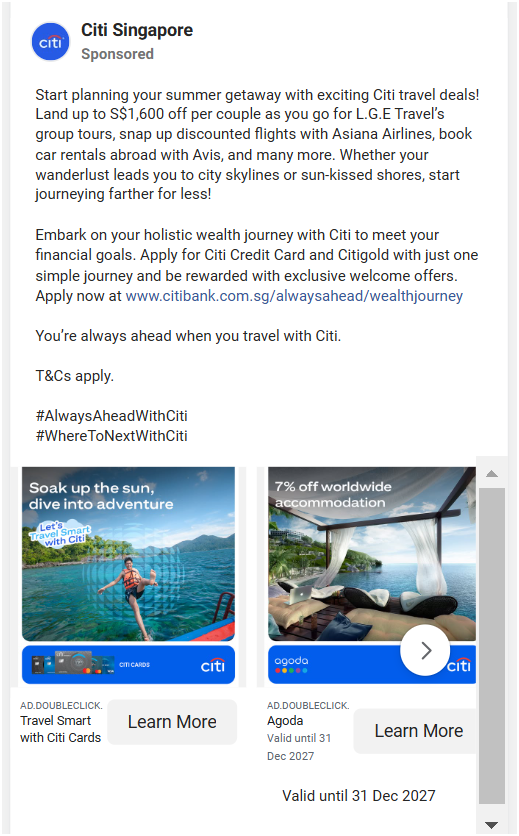 Citi Singapore
citi
Sponsored
Start planning your summer getaway with exciting Citi travel deals!
Land up to S$1,600 off per couple as you go for L.G.E Travel's
group tours, snap up discounted flights with Asiana Airlines, book
car rentals abroad with Avis, and many more. Whether your
wanderlust leads you to city skylines or sun-kissed shores, start
journeying farther for less!
Embark on your holistic wealth journey with Citi to meet your
financial goals. Apply for Citi Credit Card and Citigold with just one
simple journey and be rewarded with exclusive welcome offers.
Apply now at www.citibank.com.sg/alwaysahead/wealthjourney
You're always ahead when you travel with Citi.
T&Cs apply.
#AlwaysAheadWithCiti
#WhereToNextWithCiti
Soak up the sun,
dive into adventure
Let's
Travel Smart
with Citi
CITI CARDS
citi
AD.DOUBLECLICK.
Travel Smart
with Citi Cards
Learn More
7% off worldwide
accommodation
agoda
citi
AD.DOUBLECLICK.
Agoda
Valid until 31
Dec 2027
Learn More
Valid until 31 Dec 2027